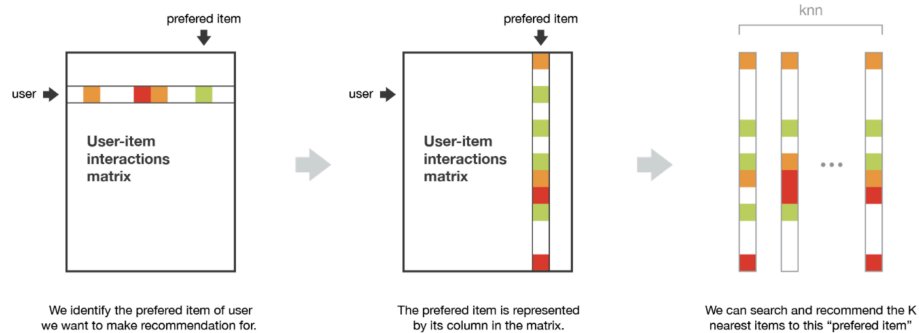 prefered item
user
User-item
interactions
matrix
We identify the prefered item of user
we want to make recommendation for.
prefered item
user
User-item
interactions
matrix
The prefered item is represented
by its column in the matrix.
knn
We can search and recommend the K
nearest items to this “prefered item”